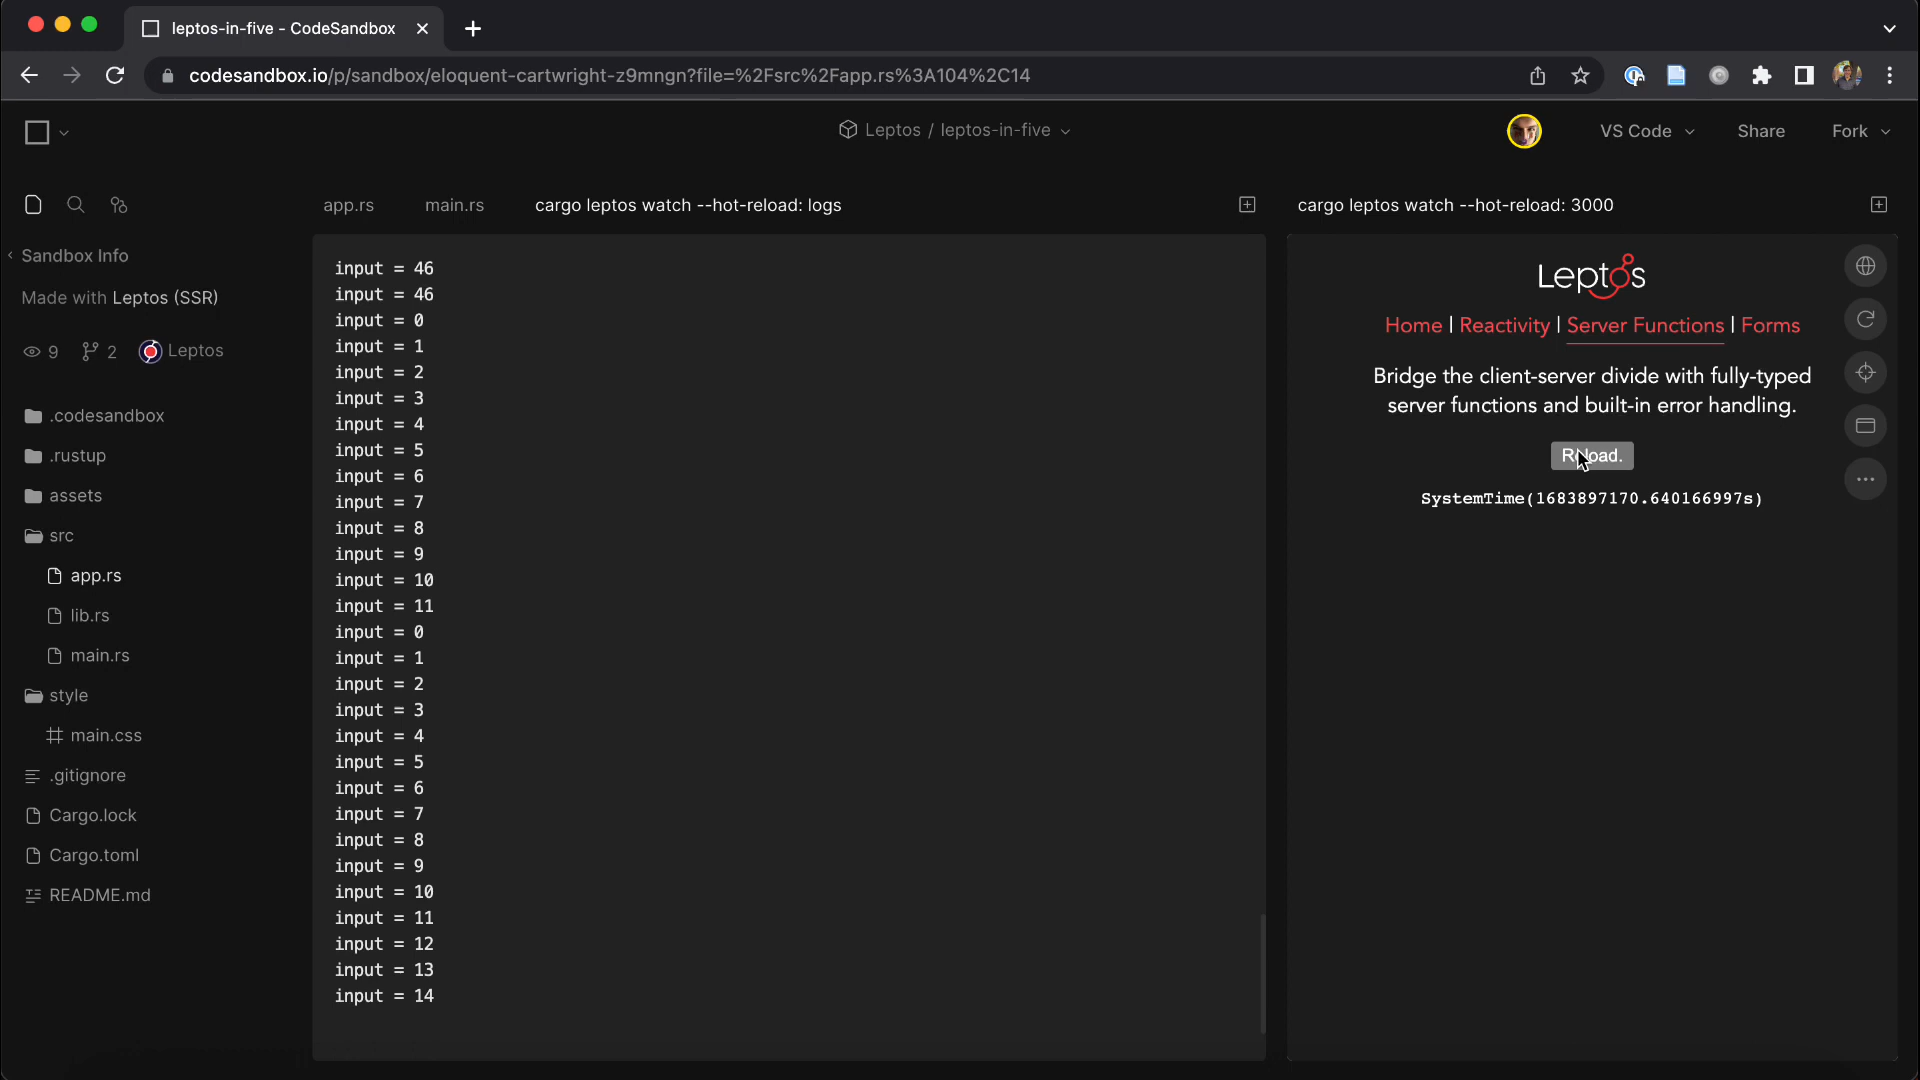 leptos-in-five - CodeSandbox
codesandbox.io/p/sandbox/eloquent-cartwright-z9mngn?file=%2Fsrc%2Fapp.rs%3A104%2C14
Leptos / leptos-in-five
VS Code
Share
Fork
Sandbox Info
Made with Leptos (SSR)
9 2 Leptos
.codesandbox
.rustup
assets
src
app.rs
lib.rs
main.rs
style
main.css
.gitignore
Cargo.lock
Cargo.toml
README.md
app.rs main.rs cargo leptos watch --hot-reload: logs
input = 46
input = 46
input = 0
input = 1
input = 2
input = 3
input = 4
input = 5
input = 6
input = 7
input = 8
input = 9
input = 10
input = 11
input = 0
input = 1
input = 2
input = 3
input = 4
input = 5
input = 6
input = 7
input = 8
input = 9
input = 10
input = 11
input = 12
input = 13
input = 14
cargo leptos watch --hot-reload: 3000
Leptos
Home | Reactivity | Server Functions | Forms
Bridge the client-server divide with fully-typed
server functions and built-in error handling.
Reload.
SystemTime(1683897170.640166997s)